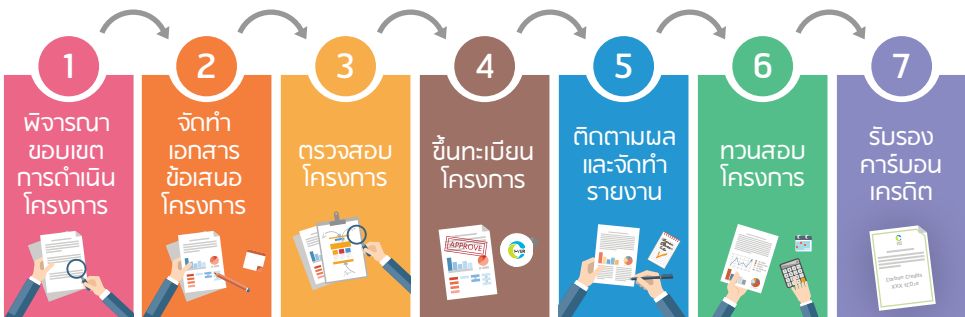 1
พิจารณา
ขอบเขต
การดำเนิน
โครงการ
2
จัดทำ
เอกสาร
ข้อเสนอ
โครงการ
3
ตรวจสอบ
โครงการ
4
ขึ้นทะเบียน
โครงการ
APPROVE
5
ติดตามผล
และจัดทำ
รายงาน
6
ทวนสอบ
โครงการ
7
รับรอง
คาร์บอน
เครดิต
Carbon Credits
XXX tCO2e